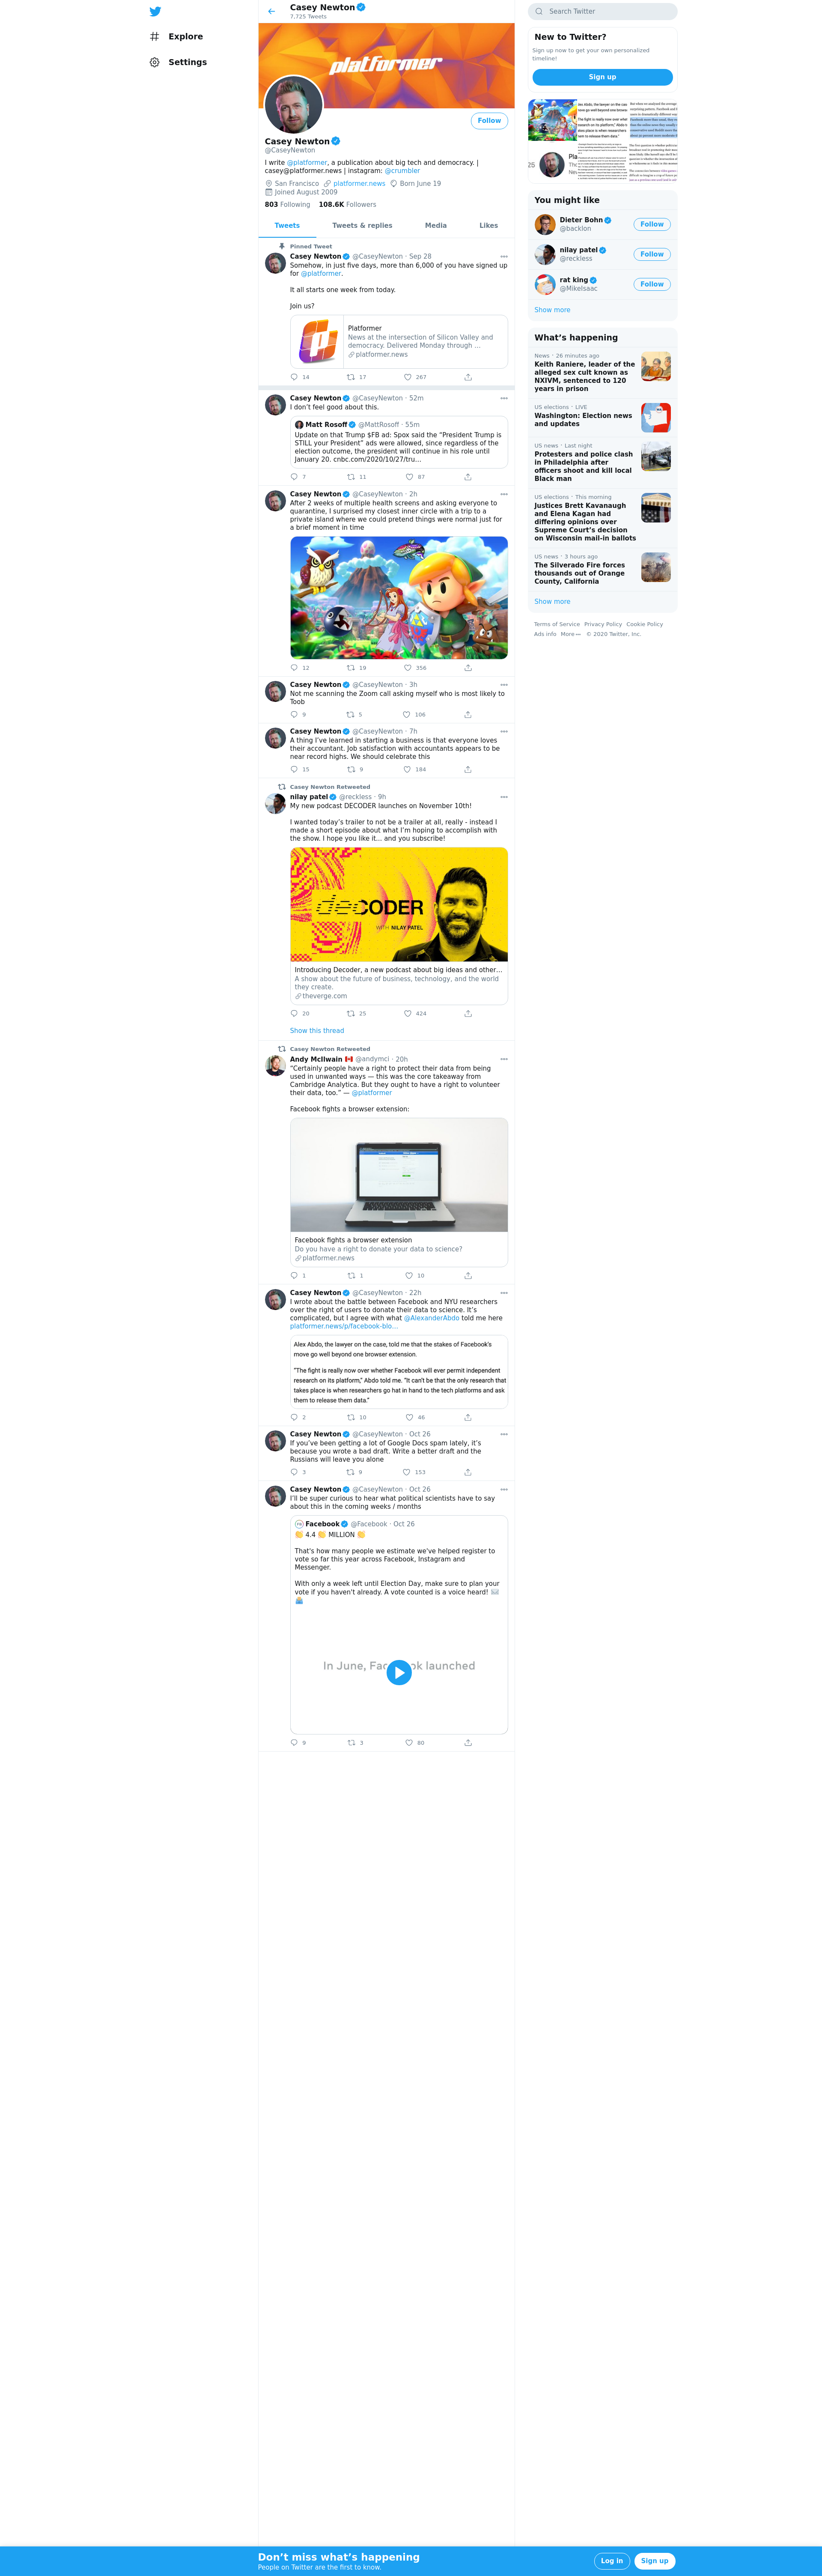 Explore
Settings
Casey Newton
7,725 Tweets
platformer
Follow
Casey Newton
@CaseyNewton
I write @platformer, a publication about big tech and democracy. |
casey@platformer.news | instagram: @crumbler
San Francisco platformer.news Born June 19
Joined August 2009
803 Following 108.6K Followers
Tweets Tweets & replies Media Likes
Pinned Tweet
Casey Newton @CaseyNewton · Sep 28
Somehow, in just five days, more than 6,000 of you have signed up
for @platformer.
It all starts one week from today.
Join us?
Platformer
News at the intersection of Silicon Valley and
democracy. Delivered Monday through ...
platformer.news
14 17 267
Casey Newton @CaseyNewton · 52m
I don't feel good about this.
Matt Rosoff @MattRosoff · 55m
Update on that Trump $FB ad: Spox said the "President Trump is
STILL your President" ads were allowed, since regardless of the
election outcome, the president will continue in his role until
January 20. cnbc.com/2020/10/27/tru…
7 11 87
Casey Newton @CaseyNewton · 2h
After 2 weeks of multiple health screens and asking everyone to
quarantine, I surprised my closest inner circle with a trip to a
private island where we could pretend things were normal just for
a brief moment in time
12 19 356
Casey Newton @CaseyNewton · 3h
Not me scanning the Zoom call asking myself who is most likely to
Toob
9 5 106
Casey Newton @CaseyNewton · 7h
A thing I've learned in starting a business is that everyone loves
their accountant. Job satisfaction with accountants appears to be
near record highs. We should celebrate this
15 9 184
Casey Newton Retweeted
nilay patel @reckless · 9h
My new podcast DECODER launches on November 10th!
I wanted today's trailer to not be a trailer at all, really - instead I
made a short episode about what I'm hoping to accomplish with
the show. I hope you like it... and you subscribe!
decODER
WITH NILAY PATEL
Introducing Decoder, a new podcast about big ideas and other…
A show about the future of business, technology, and the world
they create.
theverge.com
20 25 424
Show this thread
Casey Newton Retweeted
Andy McIlwain @andymci · 20h
“Certainly people have a right to protect their data from being
used in unwanted ways — this was the core takeaway from
Cambridge Analytica. But they ought to have a right to volunteer
their data, too.” — @platformer
Facebook fights a browser extension:
Facebook fights a browser extension
Do you have a right to donate your data to science?
platformer.news
1 1 10
Casey Newton @CaseyNewton · 22h
I wrote about the battle between Facebook and NYU researchers
over the right of users to donate their data to science. It's
complicated, but I agree with what @AlexanderAbdo told me here
platformer.news/p/facebook-blo…
Alex Abdo, the lawyer on the case, told me that the stakes of Facebook's
move go well beyond one browser extension.
"The fight is really now over whether Facebook will ever permit independent
research on its platform," Abdo told me. "It can't be that the only research that
takes place is when researchers go hat in hand to the tech platforms and ask
them to release them data."
2 10 46
Casey Newton @CaseyNewton · Oct 26
If you've been getting a lot of Google Docs spam lately, it's
because you wrote a bad draft. Write a better draft and the
Russians will leave you alone
3 9 153
Casey Newton @CaseyNewton · Oct 26
I'll be super curious to hear what political scientists have to say
about this in the coming weeks / months
Facebook @Facebook · Oct 26
4.4 MILLION
That's how many people we estimate we've helped register to
vote so far this year across Facebook, Instagram and
Messenger.
With only a week left until Election Day, make sure to plan your
vote if you haven't already. A vote counted is a voice heard!
In June, Facebook launched
9 3 80
Search Twitter
New to Twitter?
Sign up now to get your own personalized
timeline!
Sign up
You might like
Dieter Bohn
@backlon
Follow
nilay patel
@reckless
Follow
rat king
@MikeIsaac
Follow
Show more
What's happening
News · 26 minutes ago
Keith Raniere, leader of the
alleged sex cult known as
NXIVM, sentenced to 120
years in prison
US elections · LIVE
Washington: Election news
and updates
US news · Last night
Protesters and police clash
in Philadelphia after
officers shoot and kill local
Black man
US elections · This morning
Justices Brett Kavanaugh
and Elena Kagan had
differing opinions over
Supreme Court's decision
on Wisconsin mail-in ballots
US news · 3 hours ago
The Silverado Fire forces
thousands out of Orange
County, California
Show more
Terms of Service Privacy Policy Cookie Policy
Ads info More © 2020 Twitter, Inc.
Don't miss what's happening
People on Twitter are the first to know.
Log in Sign up